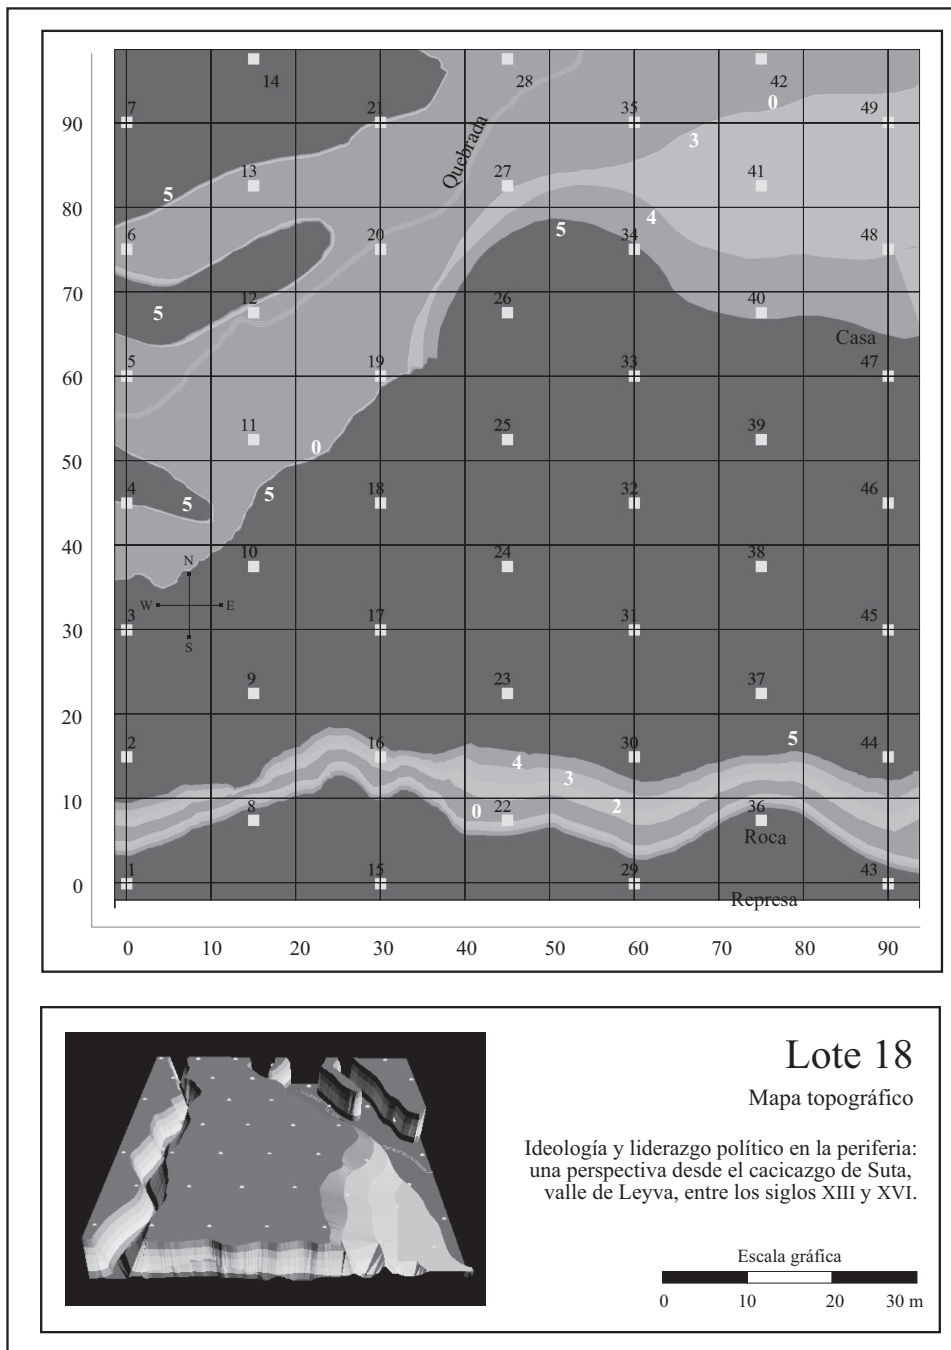 14 28 42
7 21 35 0 49
90
Quebrada
3
13 27 41
5
80
4
6 20 5 34 48
70
12 26 40
5
Casa
5 19 33 47
60
11 25 39
0
50
4 5 18 32 46
5
40
10 24 38
N
W E
S
3 17 31 45
30
9 23 37
20
5
2 16 30 44
4
3
10
8 0 22 2 36
Roca
1 15 29 43
0
Represa
0 10 20 30 40 50 60 70 80 90
Lote 18
Mapa topográfico
Ideología y liderazgo político en la periferia:
una perspectiva desde el cacicazgo de Suta,
valle de Leyva, entre los siglos XIII y XVI.
Escala gráfica
0 10 20 30 m